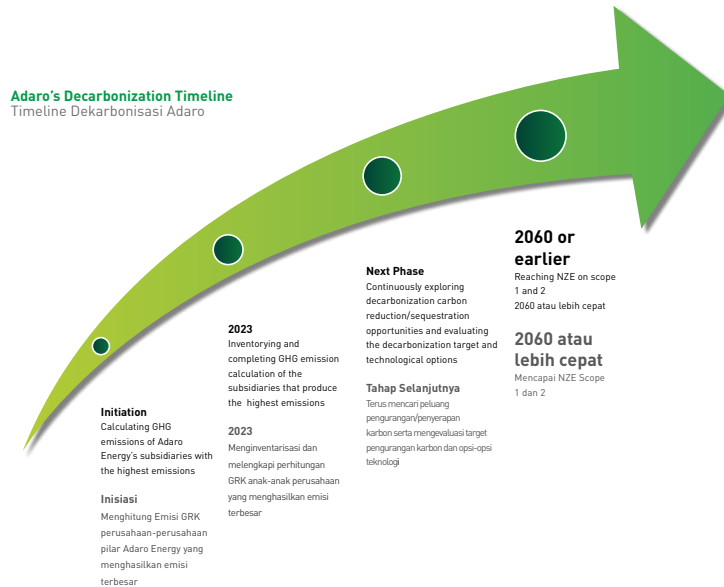 Adaro's Decarbonization Timeline
Timeline Dekarbonisasi Adaro
Initiation
Calculating GHG
emissions of Adaro
Energy's subsidiaries with
the highest emissions
Inisiasi
Menghitung Emisi GRK
perusahaan-perusahaan
pilar Adaro Energy yang
menghasilkan emisi
terbesar
2023
Inventorying and
completing GHG emission
calculation of the
subsidiaries that produce
the highest emissions
2023
Menginventarisasi dan
melengkapi perhitungan
GRK anak-anak perusahaan
yang menghasilkan emisi
terbesar
Next Phase
Continuously exploring
decarbonization carbon
reduction/sequestration
opportunities and evaluating
the decarbonization target and
technological options
Tahap Selanjutnya
Terus mencari peluang
pengurangan/penyerapan
karbon serta mengevaluasi target
pengurangan karbon dan opsi-opsi
teknologi
2060 or
earlier
Reaching NZE on scope
1 and 2
2060 atau lebih cepat
2060 atau
lebih cepat
Mencapai NZE Scope
1 dan 2